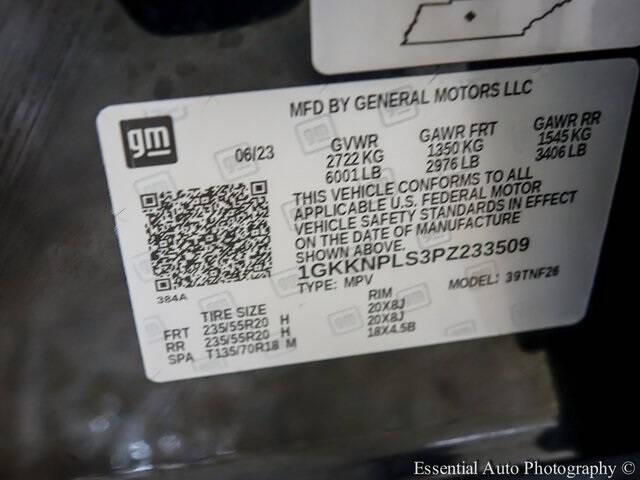 MFD BY GENERAL MOTORS LLC
gm
06/23
GVWR GAWR FRT GAWR RR
2722 KG 1350 KG 1545 KG
6001 LB 2976 LB 3406 LB
THIS VEHICLE CONFORMS TO ALL
APPLICABLE U.S. FEDERAL MOTOR
VEHICLE SAFETY STANDARDS IN EFFECT
ON THE DATE OF MANUFACTURE
SHOWN ABOVE.
1GKKNPLS3PZ233509
TYPE: MPV MODEL: 39TNF26
384A
TIRE SIZE RIM
FRT 235/55R20 H 20X8J
RR 235/55R20 H 20X8J
SPA T135/70R18 M 18X4.5B
Essential Auto Photography ©